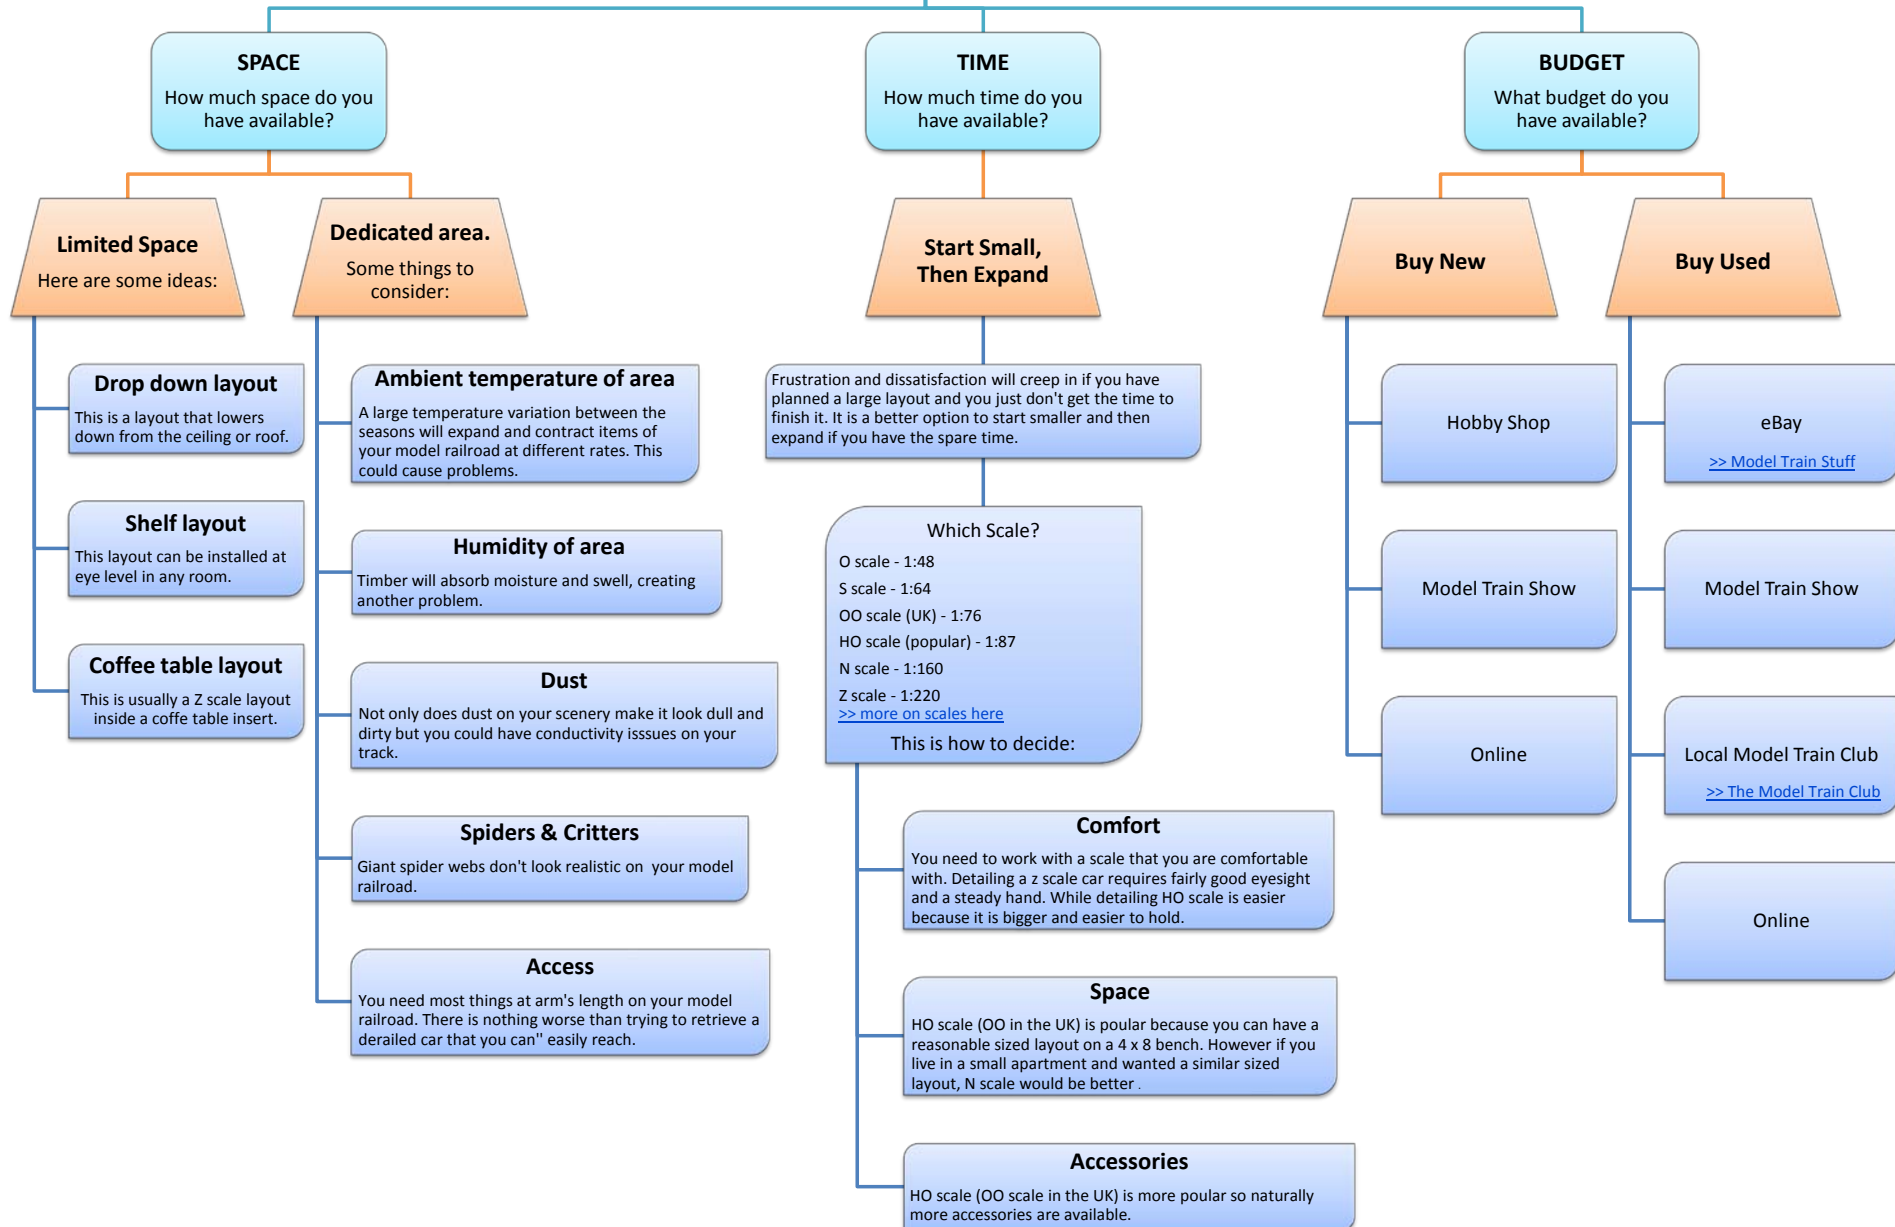 SPACE
How much space do you
have available?
TIME
How much time do you
have available?
BUDGET
What budget do you
have available?
Limited Space
Here are some ideas:
Dedicated area.
Some things to
consider:
Start Small,
Then Expand
Buy New
Buy Used
Drop down layout
This is a layout that lowers
down from the ceiling or roof.
Shelf layout
This layout can be installed at
eye level in any room.
Coffee table layout
This is usually a Z scale layout
inside a coffe table insert.
Ambient temperature of area
A large temperature variation between the
seasons will expand and contract items of
your model railroad at different rates. This
could cause problems.
Humidity of area
Timber will absorb moisture and swell, creating
another problem.
Dust
Not only does dust on your scenery make it look dull and
dirty but you could have conductivity isssues on your
track.
Spiders & Critters
Giant spider webs don't look realistic on  your model
railroad.
Access
You need most things at arm's length on your model
railroad. There is nothing worse than trying to retrieve a
derailed car that you can" easily reach.
Frustration and dissatisfaction will creep in if you have
planned a large layout and you just don't get the time to
finish it. It is a better option to start smaller and then
expand if you have the spare time.
Which Scale?
O scale - 1:48
S scale - 1:64
OO scale (UK) - 1:76
HO scale (popular) - 1:87
N scale - 1:160
Z scale - 1:220
>> more on scales here
This is how to decide:
Comfort
You need to work with a scale that you are comfortable
with. Detailing a z scale car requires fairly good eyesight
and a steady hand. While detailing HO scale is easier
because it is bigger and easier to hold.
Space
HO scale (OO in the UK) is poular because you can have a
reasonable sized layout on a 4 x 8 bench. However if you
live in a small apartment and wanted a similar sized
layout, N scale would be better .
Accessories
HO scale (OO scale in the UK) is more poular so naturally
more accessories are available.
Hobby Shop
Model Train Show
Online
eBay
>> Model Train Stuff
Model Train Show
Local Model Train Club
>> The Model Train Club
Online